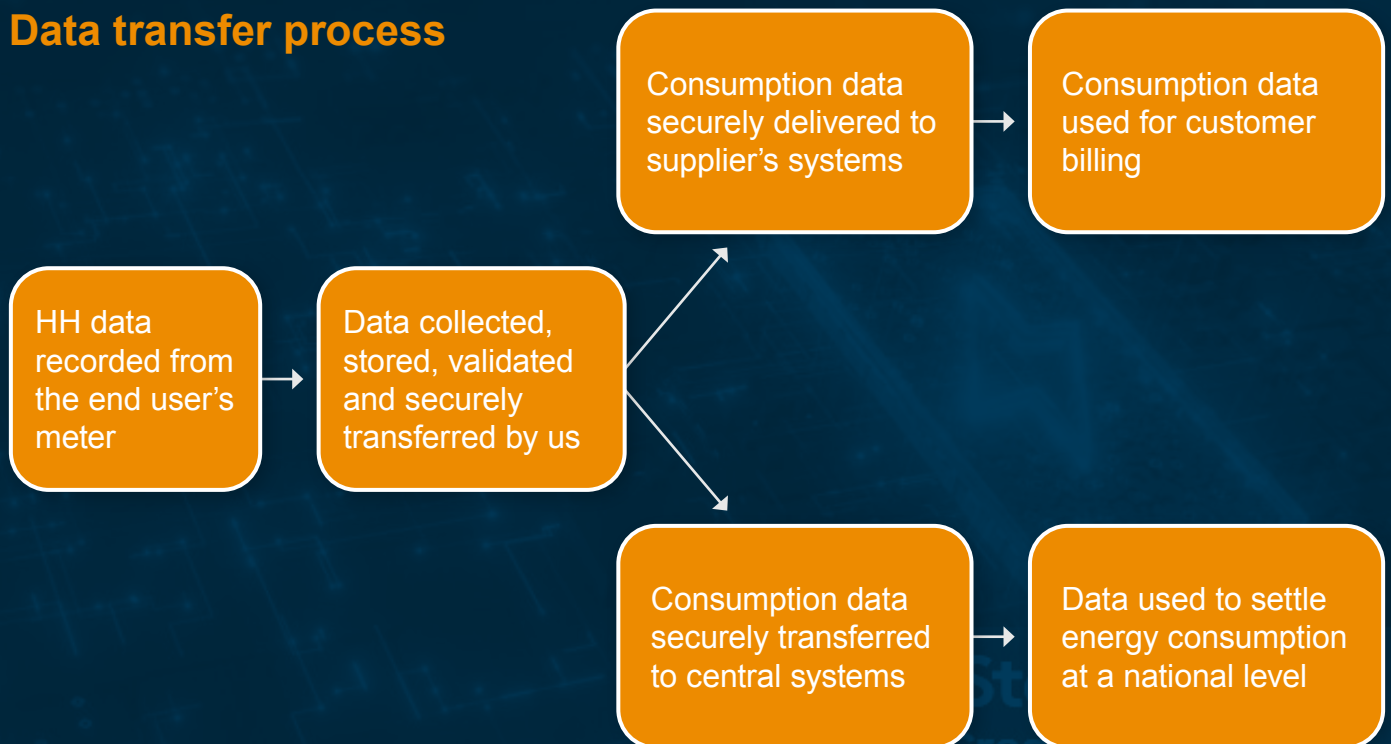 Data transfer process
Consumption data
securely delivered to
supplier’s systems
Consumption data
used for customer
billing
HH data
recorded from
the end user’s
meter
Data collected,
stored, validated
and securely
transferred by us
Consumption data
securely transferred
to central systems
Data used to settle
energy consumption
at a national level